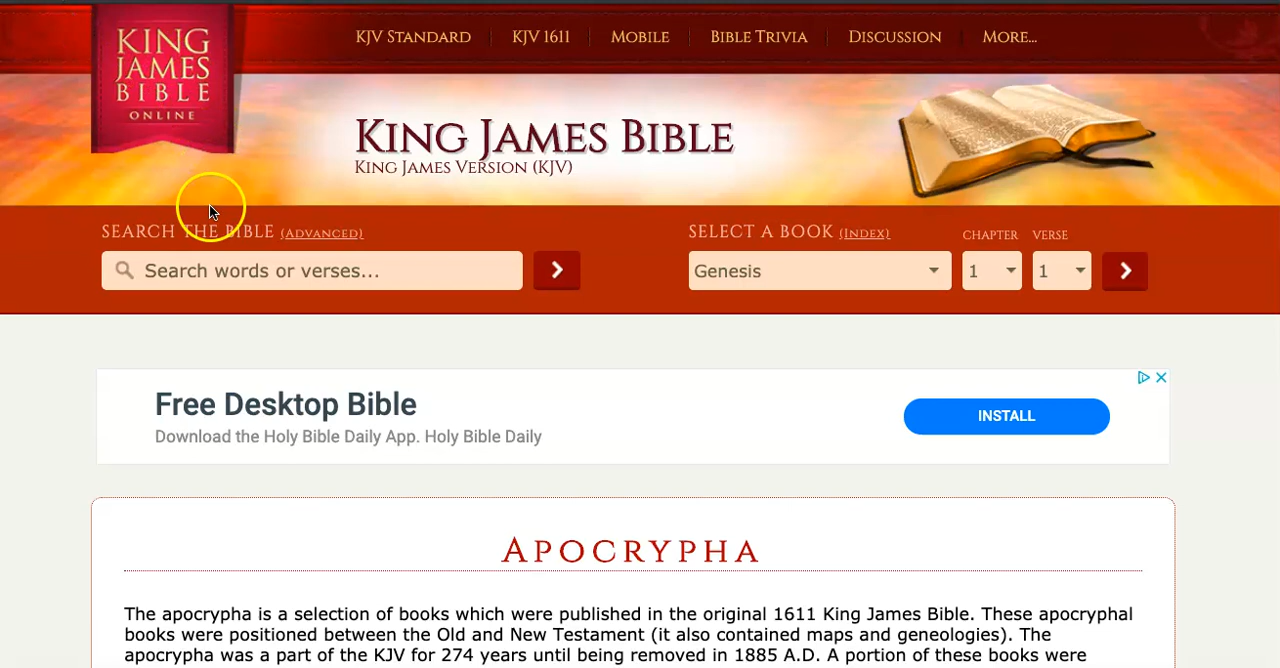 KING
JAMES
BIBLE
ONLINE
KJV STANDARD KJV 1611 MOBILE BIBLE TRIVIA DISCUSSION MORE...
KING JAMES BIBLE
KING JAMES VERSION (KJV)
SEARCH THE BIBLE (ADVANCED)
Search words or verses...
SELECT A BOOK (INDEX) CHAPTER VERSE
Genesis 1 1
Free Desktop Bible
Download the Holy Bible Daily App. Holy Bible Daily
INSTALL
APOCRYPHA
The apocrypha is a selection of books which were published in the original 1611 King James Bible. These apocryphal
books were positioned between the Old and New Testament (it also contained maps and geneologies). The
apocrypha was a part of the KJV for 274 years until being removed in 1885 A.D. A portion of these books were